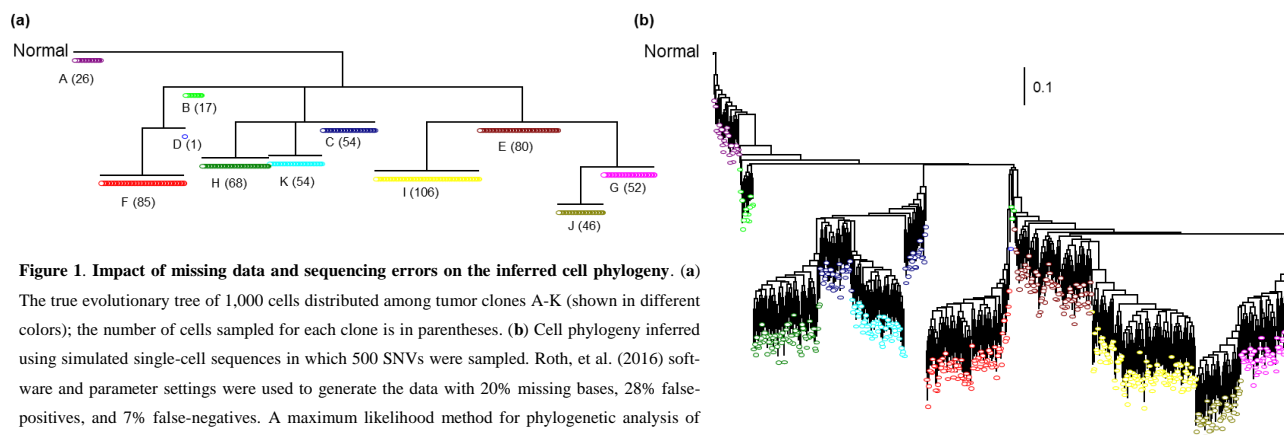 (a)
Normal
A (26)
B (17)
D (1)
C (54)
E (80)
H (68)
K (54)
I (106)
G (52)
F (85)
J (46)
(b)
Normal
0.1
Figure 1. Impact of missing data and sequencing errors on the inferred cell phylogeny. (a)
The true evolutionary tree of 1,000 cells distributed among tumor clones A-K (shown in different
colors); the number of cells sampled for each clone is in parentheses. (b) Cell phylogeny inferred
using simulated single-cell sequences in which 500 SNVs were sampled. Roth, et al. (2016) soft-
ware and parameter settings were used to generate the data with 20% missing bases, 28% false-
positives, and 7% false-negatives. A maximum likelihood method for phylogenetic analysis of